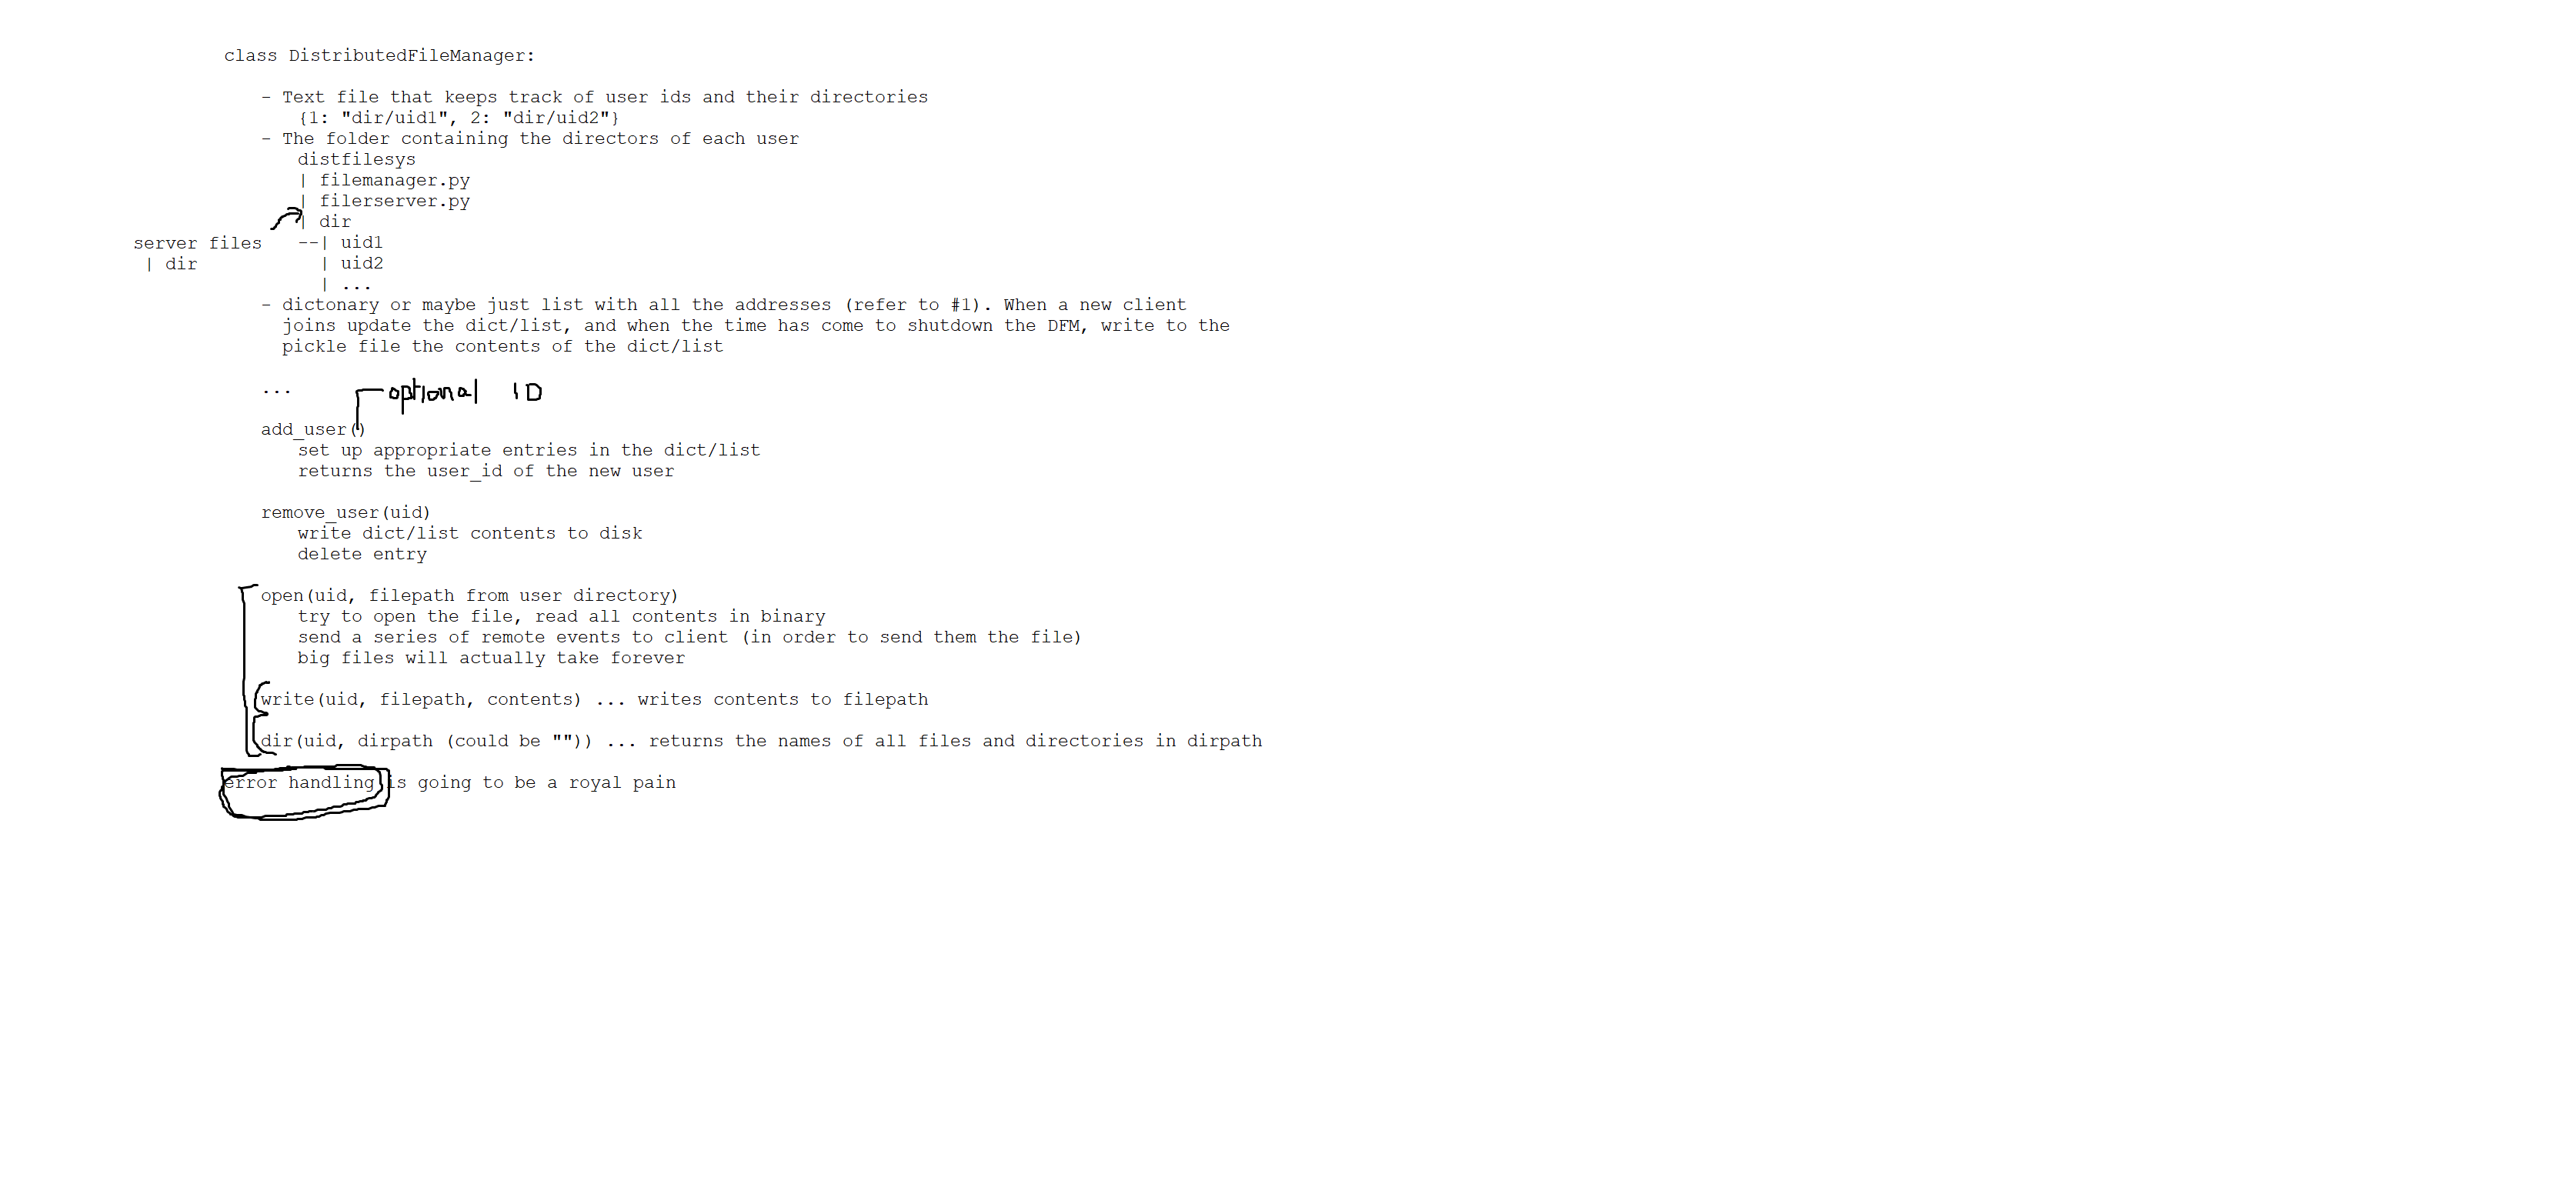 class DistributedFileManager:
- Text file that keeps track of user ids and their directories
{1: "dir/uid1", 2: "dir/uid2"}
- The folder containing the directors of each user
distfilesys
| filemanager.py
| filerserver.py
| dir
server files
--| uid1
| dir
| uid2
| ...
- dictonary or maybe just list with all the addresses (refer to #1). When a new client
joins update the dict/list, and when the time has come to shutdown the DFM, write to the
pickle file the contents of the dict/list
...
optional ID
add_user()
set up appropriate entries in the dict/list
returns the user_id of the new user
remove_user(uid)
write dict/list contents to disk
delete entry
open(uid, filepath from user directory)
try to open the file, read all contents in binary
send a series of remote events to client (in order to send them the file)
big files will actually take forever
write(uid, filepath, contents) ... writes contents to filepath
dir(uid, dirpath (could be "")) ... returns the names of all files and directories in dirpath
error handling is going to be a royal pain